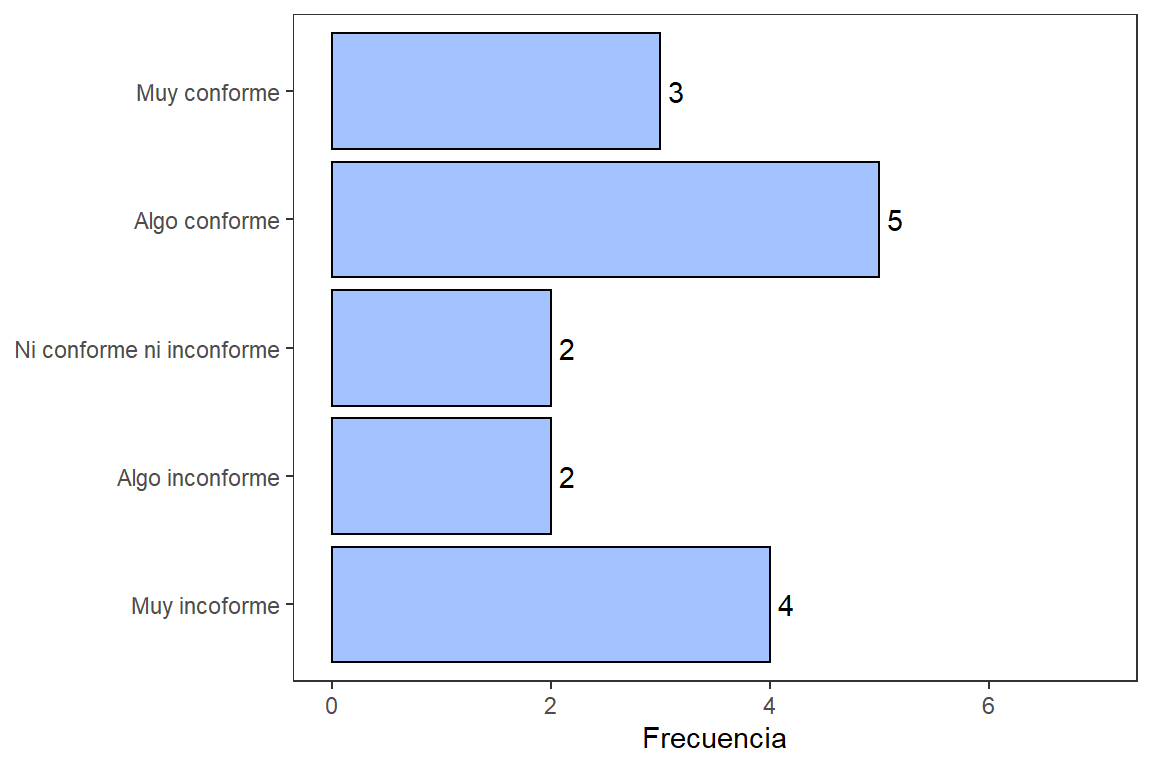 Muy conforme
3
Algo conforme
5
Ni conforme ni inconforme
2
Algo inconforme
2
Muy incoforme
4
0 2 4 6
Frecuencia